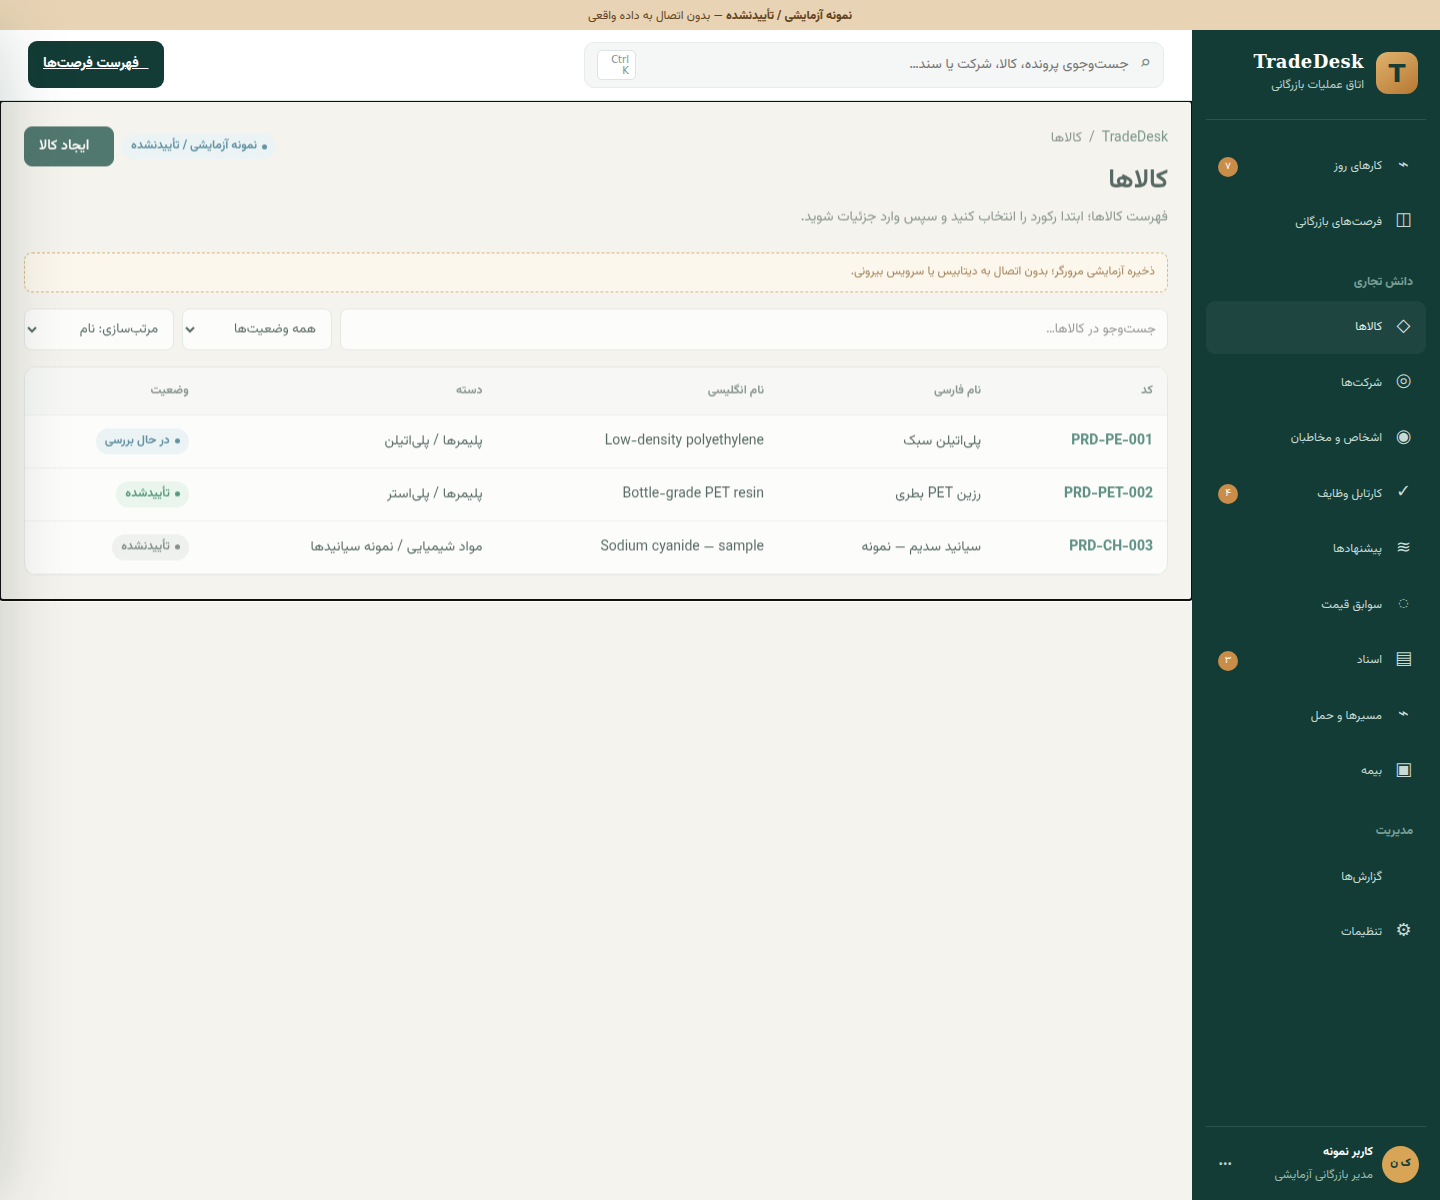 نمونه آزمایشی / تأییدنشده — بدون اتصال به داده واقعی
TradeDesk
اتاق عملیات بازرگانی
T
کارهای روز
۷
فرصت‌های بازرگانی
دانش تجاری
کالاها
شرکت‌ها
اشخاص و مخاطبان
کارتابل وظایف
۴
پیشنهادها
سوابق قیمت
اسناد
۳
مسیرها و حمل
بیمه
مدیریت
گزارش‌ها
تنظیمات
ک ن
کاربر نمونه
مدیر بازرگانی آزمایشی
جست‌وجوی پرونده، کالا، شرکت یا سند...
Ctrl
K
فهرست فرصت‌ها
TradeDesk / کالاها
نمونه آزمایشی / تأییدنشده
ایجاد کالا
کالاها
فهرست کالاها؛ ابتدا رکورد را انتخاب کنید و سپس وارد جزئیات شوید.
ذخیره آزمایشی مرورگر؛ بدون اتصال به دیتابیس یا سرویس بیرونی.
جست‌وجو در کالاها...
همه وضعیت‌ها
مرتب‌سازی: نام
کد نام فارسی نام انگلیسی دسته وضعیت
PRD-PE-001 پلی‌اتیلن سبک Low-density polyethylene پلیمرها / پلی‌اتیلن در حال بررسی
PRD-PET-002 رزین PET بطری Bottle-grade PET resin پلیمرها / پلی‌استر تأییدشده
PRD-CH-003 سیانید سدیم — نمونه Sodium cyanide — sample مواد شیمیایی / نمونه سیانیدها تأییدنشده